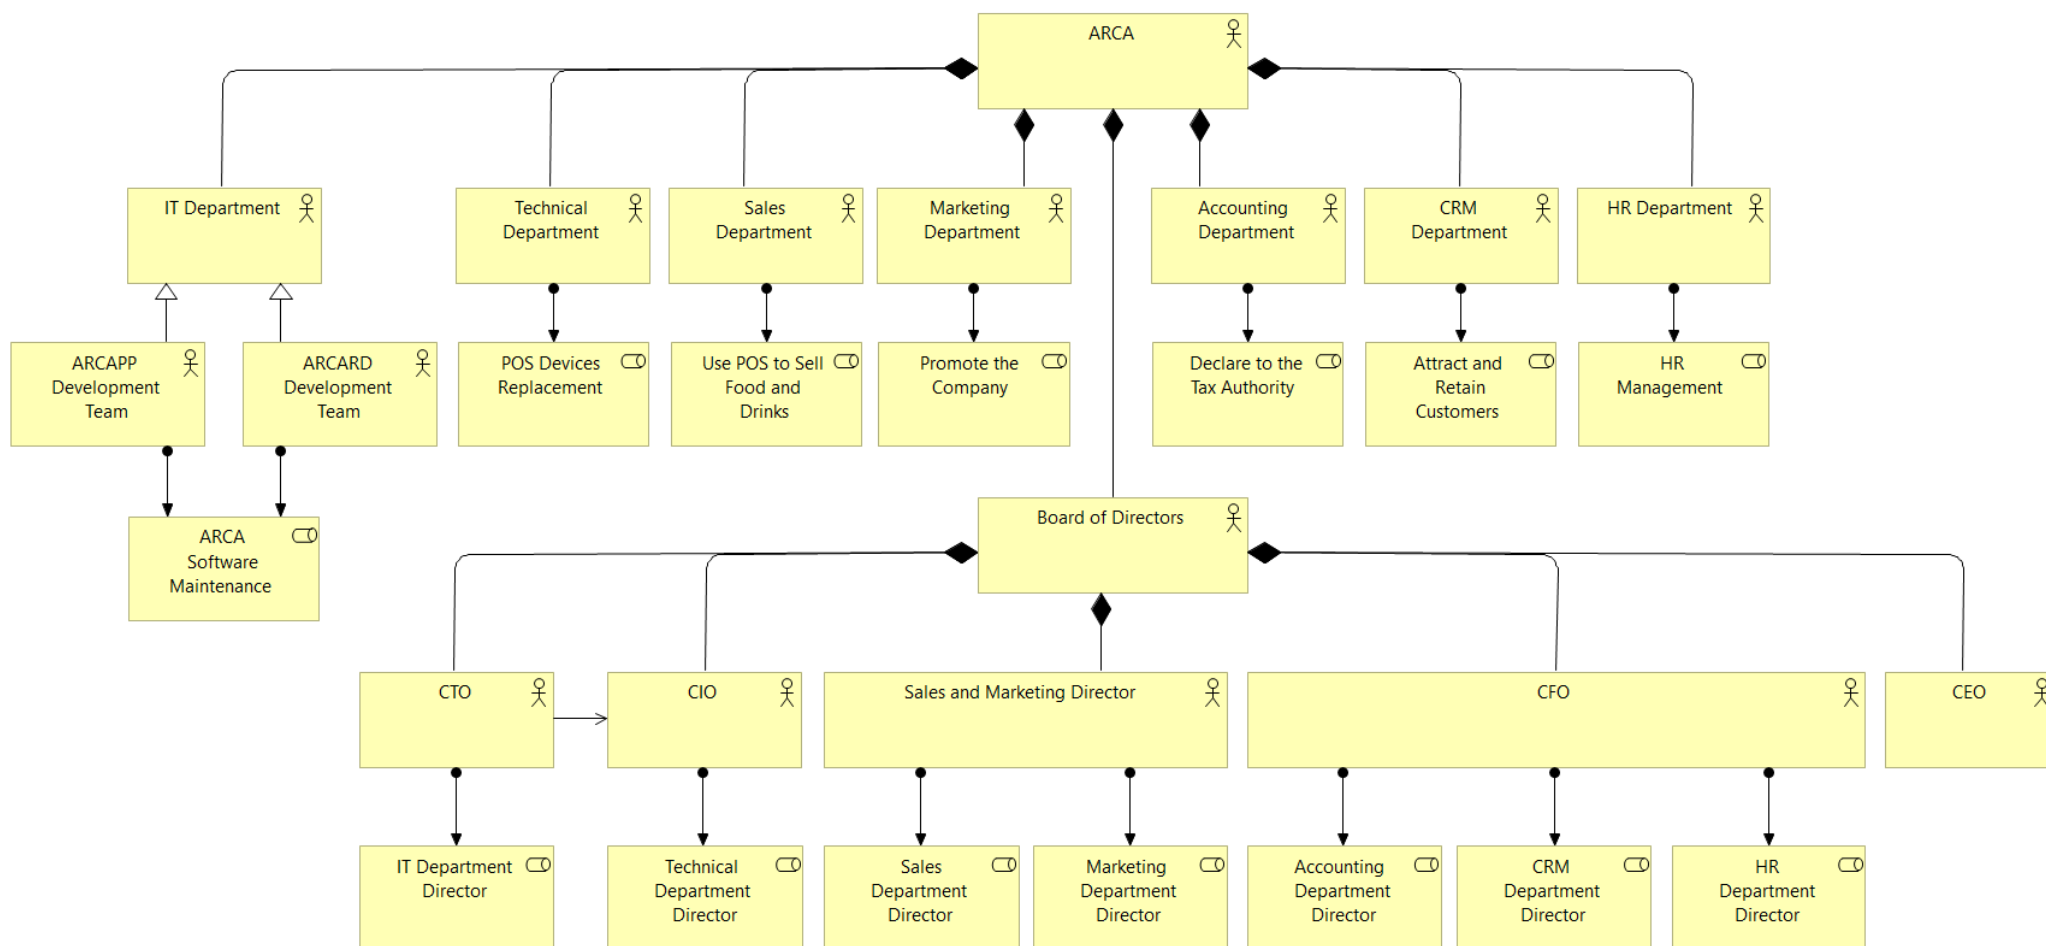 ARCA
IT Department
Technical
Department
Sales
Department
Marketing
Department
Accounting
Department
CRM
Department
HR Department
ARCAPP
Development
Team
ARCARD
Development
Team
POS Devices
Replacement
Use POS to Sell
Food and
Drinks
Promote the
Company
Declare to the
Tax Authority
Attract and
Retain
Customers
HR
Management
ARCA
Software
Maintenance
Board of Directors
CTO
CIO
Sales and Marketing Director
CFO
CEO
IT Department
Director
Technical
Department
Director
Sales
Department
Director
Marketing
Department
Director
Accounting
Department
Director
CRM
Department
Director
HR
Department
Director